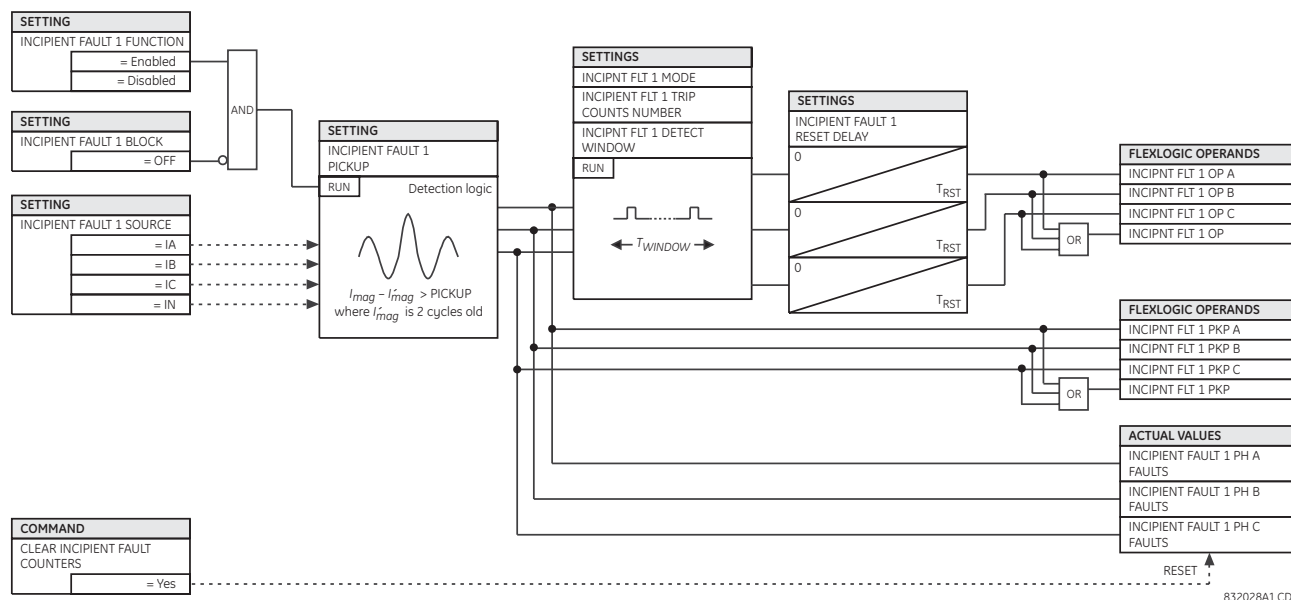 SETTING
INCIPIENT FAULT 1 FUNCTION
= Enabled
= Disabled
AND
SETTING
INCIPIENT FAULT 1 BLOCK
= OFF
SETTING
INCIPIENT FAULT 1 SOURCE
= IA
= IB
= IC
= IN
SETTING
INCIPIENT FAULT 1
PICKUP
RUN
Detection logic
Imag – I´mag > PICKUP
where I´mag is 2 cycles old
SETTINGS
INCIPNT FLT 1 MODE
INCIPIENT FLT 1 TRIP
COUNTS NUMBER
INCIPNT FLT 1 DETECT
WINDOW
RUN
TWINDOW
SETTINGS
INCIPIENT FAULT 1
RESET DELAY
0
TRST
0
TRST
0
TRST
OR
FLEXLOGIC OPERANDS
INCIPNT FLT 1 OP A
INCIPNT FLT 1 OP B
INCIPNT FLT 1 OP C
INCIPNT FLT 1 OP
OR
FLEXLOGIC OPERANDS
INCIPNT FLT 1 PKP A
INCIPNT FLT 1 PKP B
INCIPNT FLT 1 PKP C
INCIPNT FLT 1 PKP
ACTUAL VALUES
INCIPIENT FAULT 1 PH A
FAULTS
INCIPIENT FAULT 1 PH B
FAULTS
INCIPIENT FAULT 1 PH C
FAULTS
COMMAND
CLEAR INCIPIENT FAULT
COUNTERS
= Yes
RESET
832028A1.CD